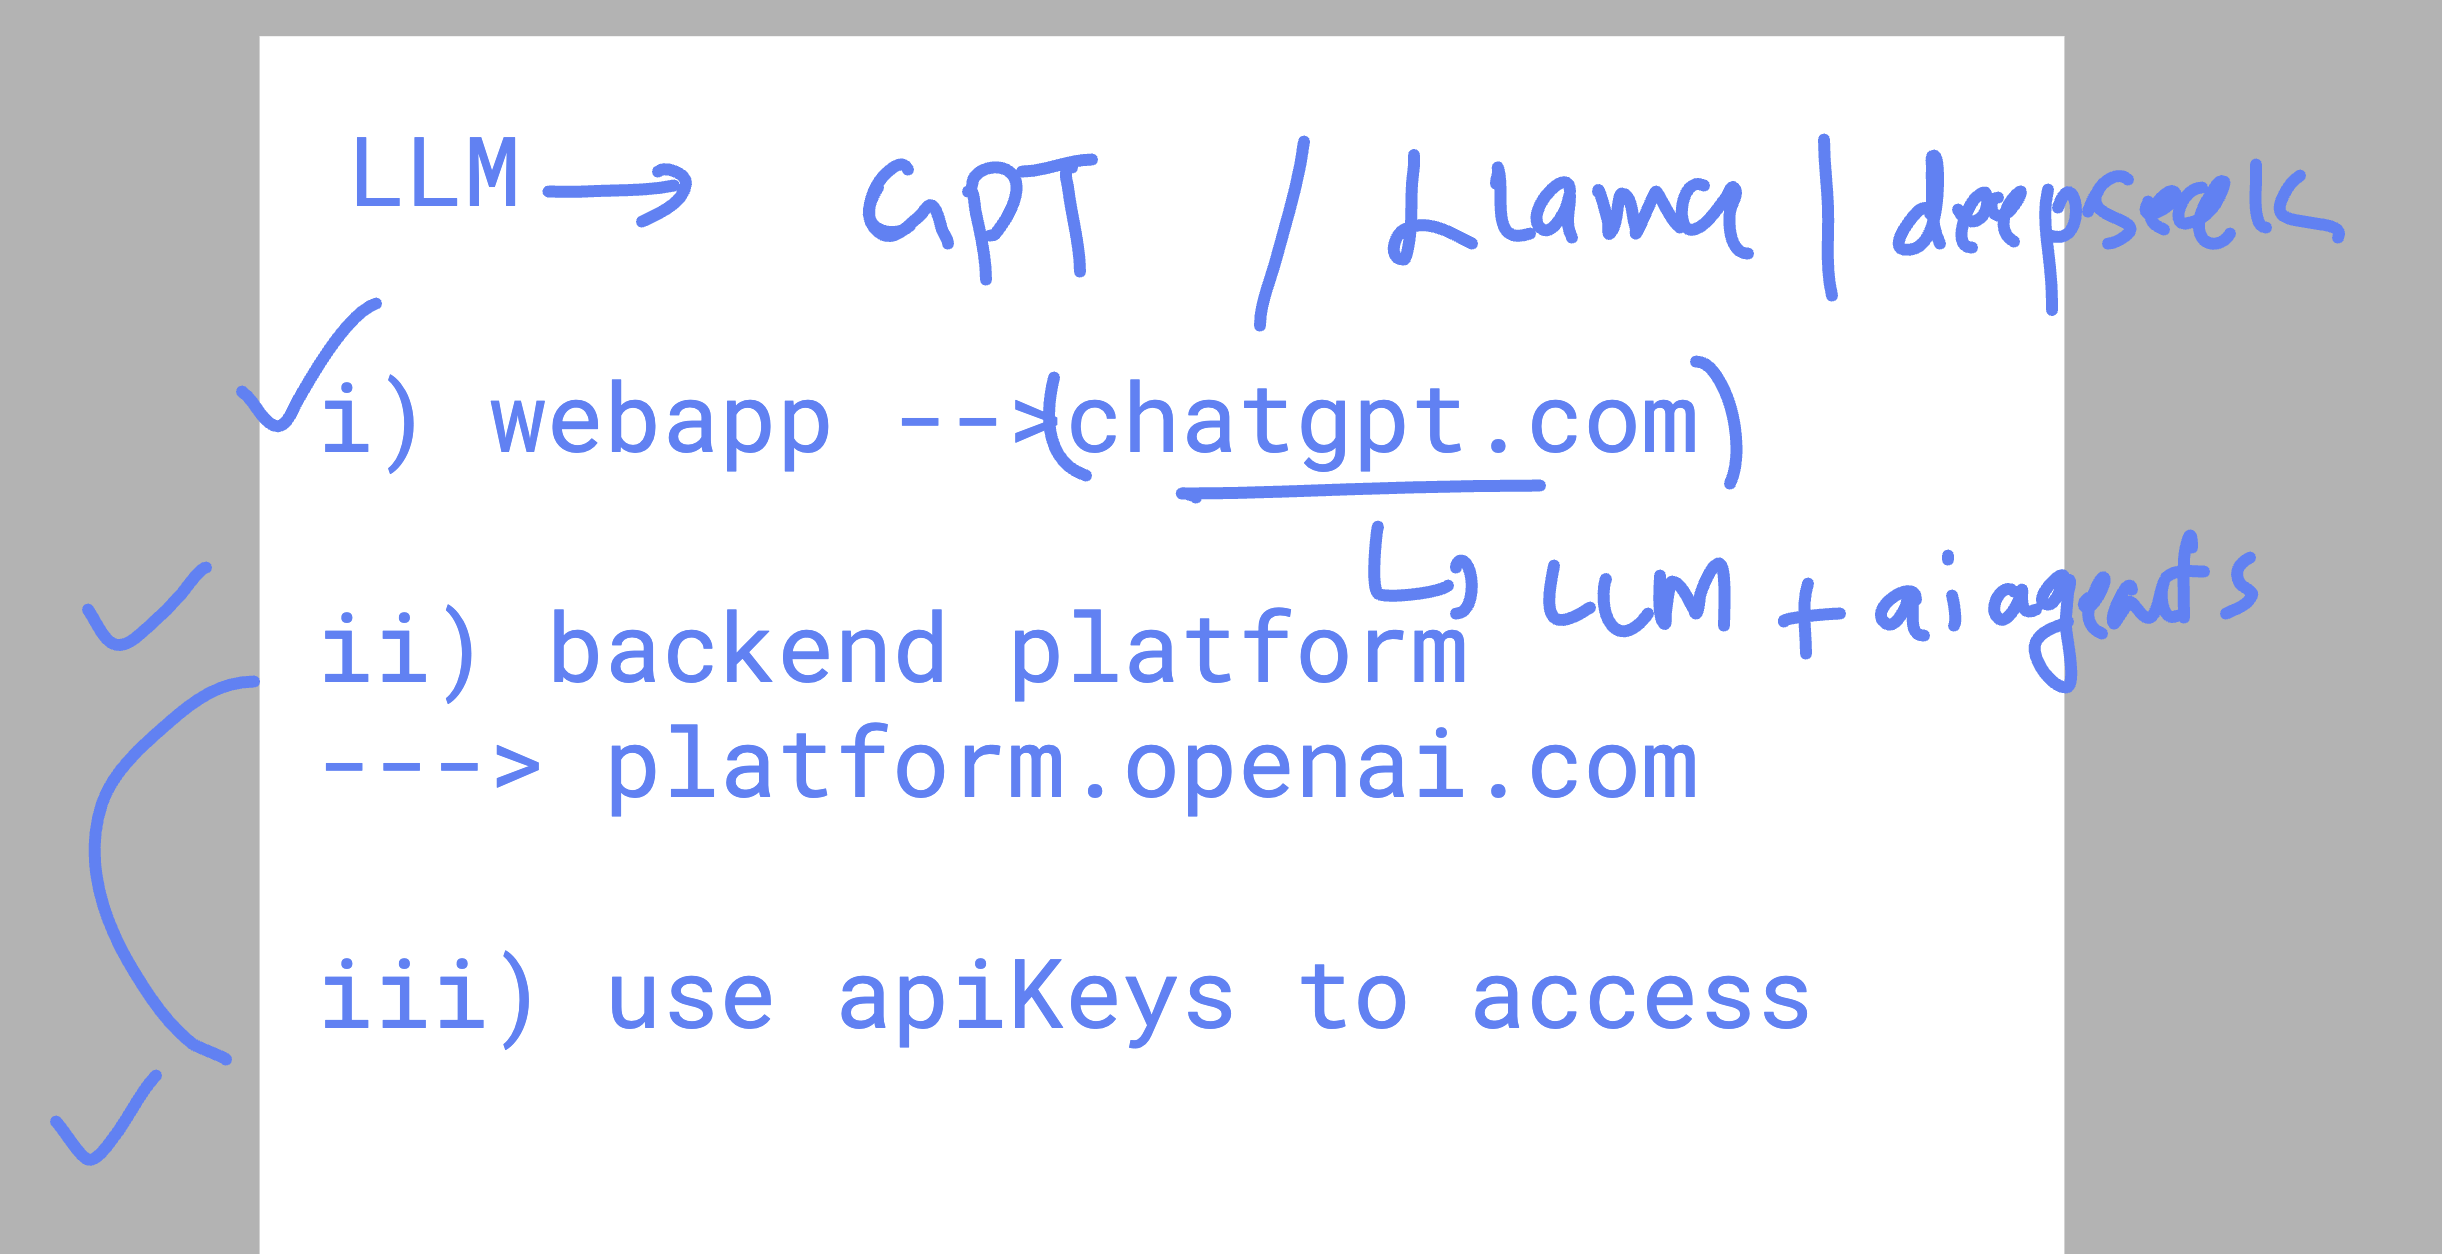 LLM → GPT / Llama | deepseek
i) webapp -->(chatgpt.com)
↳ LLM + ai agents
ii) backend platform
---> platform.openai.com
iii) use apiKeys to access